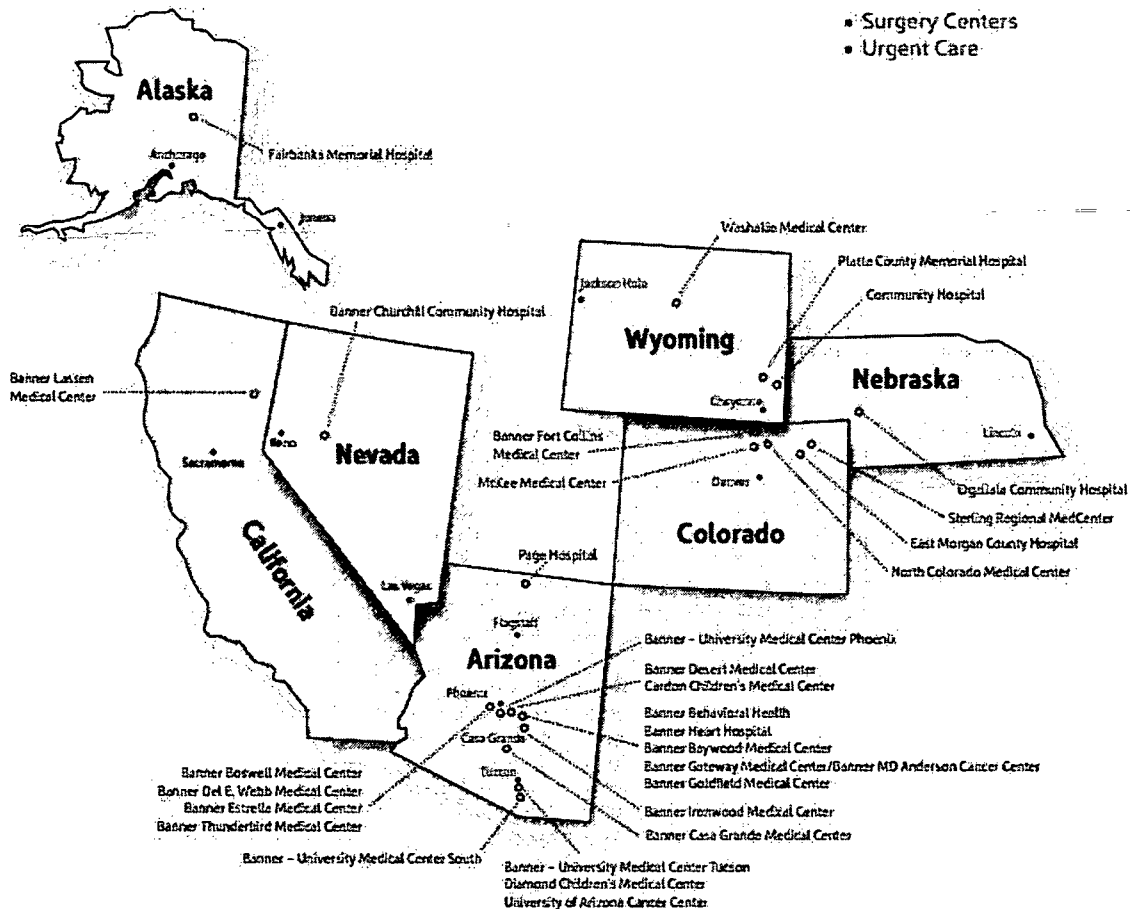 • Surgery Centers
• Urgent Care
Alaska
Fairbanks Memorial Hospital
Anchorage
Juneau
Washakie Medical Center
Platte County Memorial Hospital
Jackson Hole
Community Hospital
Banner Churchill Community Hospital
Wyoming
Banner Lassen
Medical Center
Nebraska
Cheyenne
Banner Fort Collins
Medical Center
Reno
Nevada
Lincoln
Sacramento
McKee Medical Center
Denver
Ogallala Community Hospital
Sterling Regional MedCenter
Colorado
East Morgan County Hospital
California
Page Hospital
North Colorado Medical Center
Las Vegas
Flagstaff
Banner – University Medical Center Phoenix
Arizona
Banner Desert Medical Center
Cardon Children's Medical Center
Phoenix
Banner Behavioral Health
Banner Heart Hospital
Banner Baywood Medical Center
Banner Gateway Medical Center/Banner MD Anderson Cancer Center
Banner Goldfield Medical Center
Casa Grande
Tucson
Banner Boswell Medical Center
Banner Del E. Webb Medical Center
Banner Estrella Medical Center
Banner Thunderbird Medical Center
Banner Ironwood Medical Center
Banner Casa Grande Medical Center
Banner – University Medical Center South
Banner – University Medical Center Tucson
Diamond Children's Medical Center
University of Arizona Cancer Center